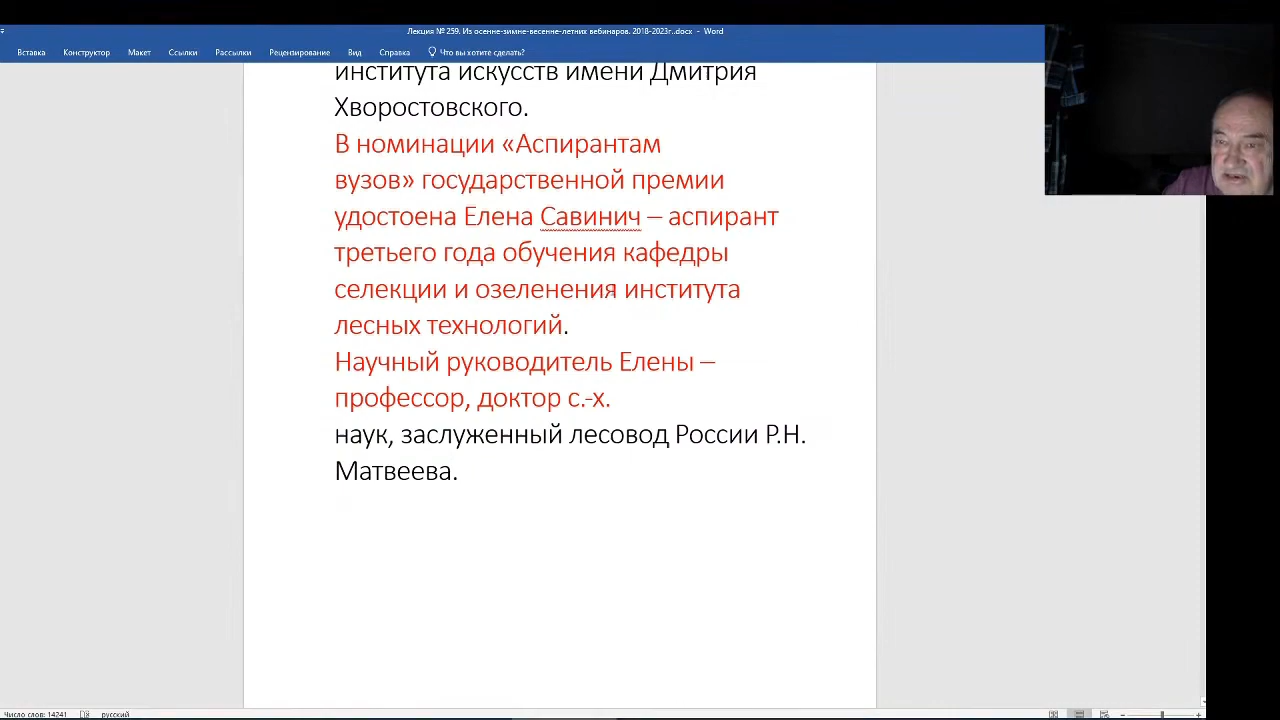 Лекция № 259. Из осенне-зимне-весенне-летних вебинаров. 2018-2023г..docx - Word
Вставка Конструктор Макет Ссылки Рассылки Рецензирование Вид Справка Что вы хотите сделать?
института искусств имени Дмитрия
Хворостовского.
В номинации «Аспирантам
вузов» государственной премии
удостоена Елена Савинич – аспирант
третьего года обучения кафедры
селекции и озеленения института
лесных технологий.
Научный руководитель Елены –
профессор, доктор с.-х.
наук, заслуженный лесовод России Р.Н.
Матвеева.
Число слов: 14241 русский